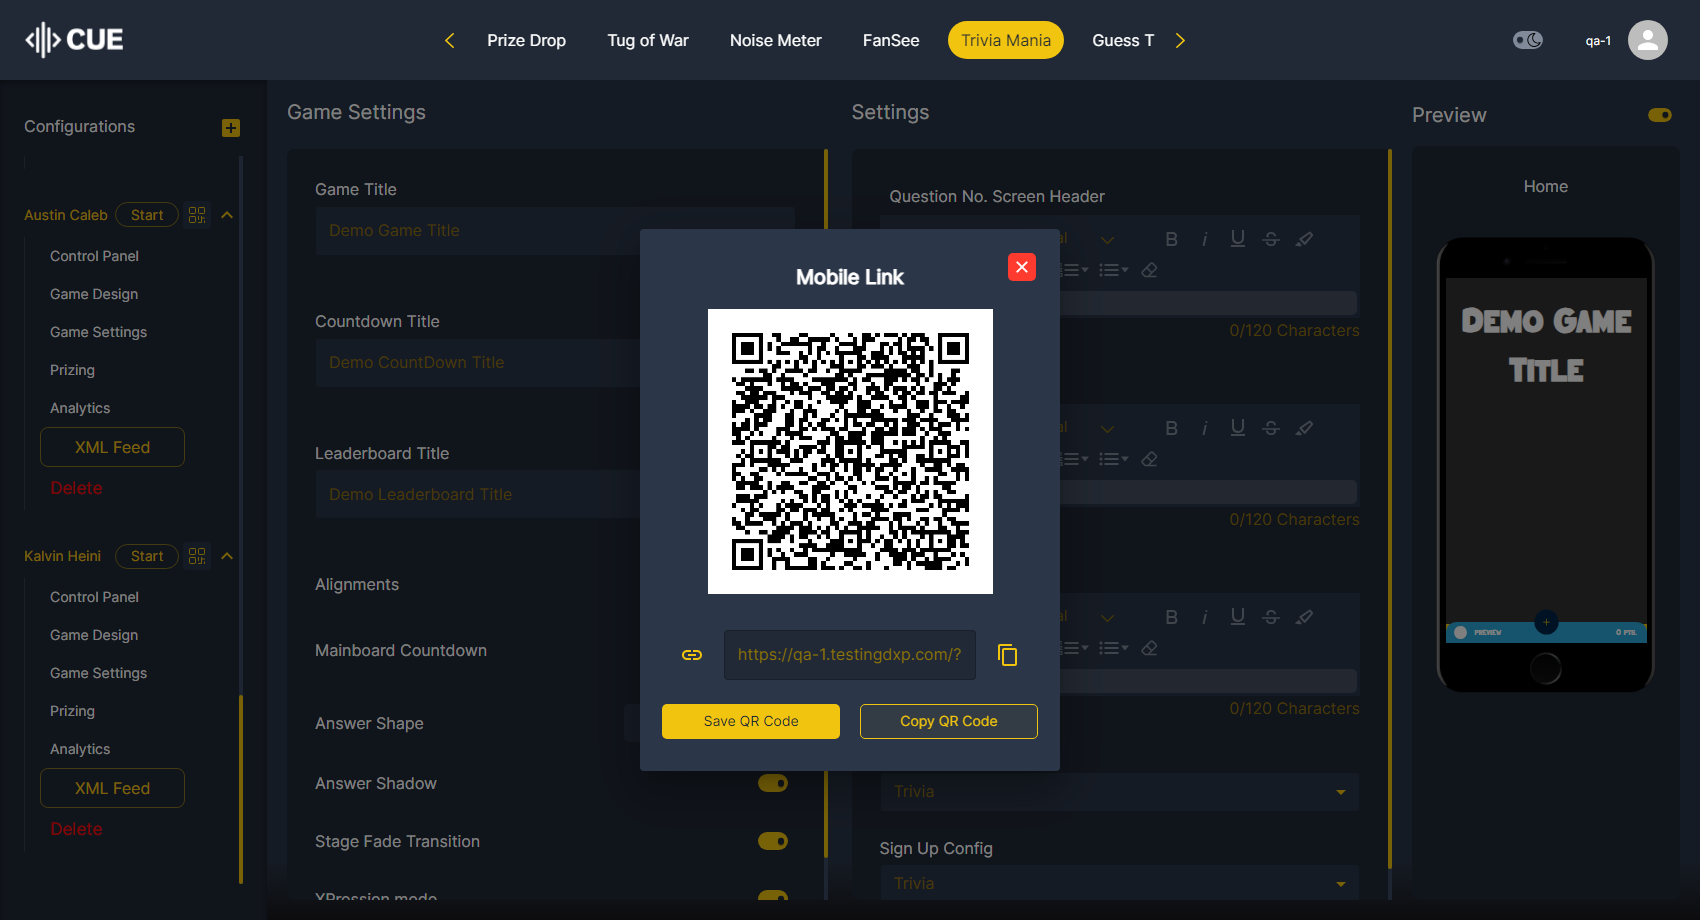 CUE
Prize Drop
Tug of War
Noise Meter
FanSee
Trivia Mania
Guess T
qa-1
Configurations
Austin Caleb
Start
Control Panel
Game Design
Game Settings
Prizing
Analytics
XML Feed
Delete
Kalvin Heini
Start
Control Panel
Game Design
Game Settings
Prizing
Analytics
XML Feed
Delete
Game Settings
Game Title
Demo Game Title
Countdown Title
Demo CountDown Title
Leaderboard Title
Demo Leaderboard Title
Alignments
Mainboard Countdown
Answer Shape
Answer Shadow
Stage Fade Transition
XPression mode
Mobile Link
https://qa-1.testingdxp.com/?
Save QR Code
Copy QR Code
Settings
Question No. Screen Header
B i U S
0/120 Characters
B i U S
0/120 Characters
B i U S
0/120 Characters
Trivia
Sign Up Config
Trivia
Preview
Home
Demo Game
Title
PREVIEW
0 PTS.